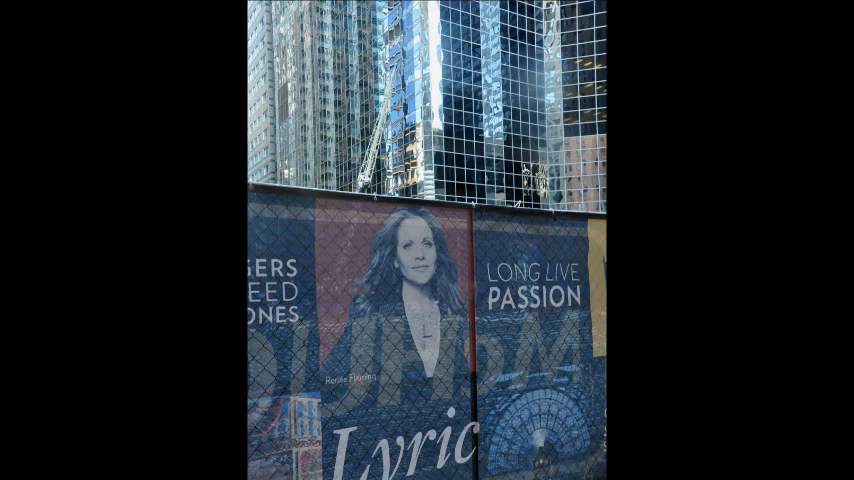 GERS
EED
ONES
LONG LIVE
PASSION
Renée Fleming
Lyric